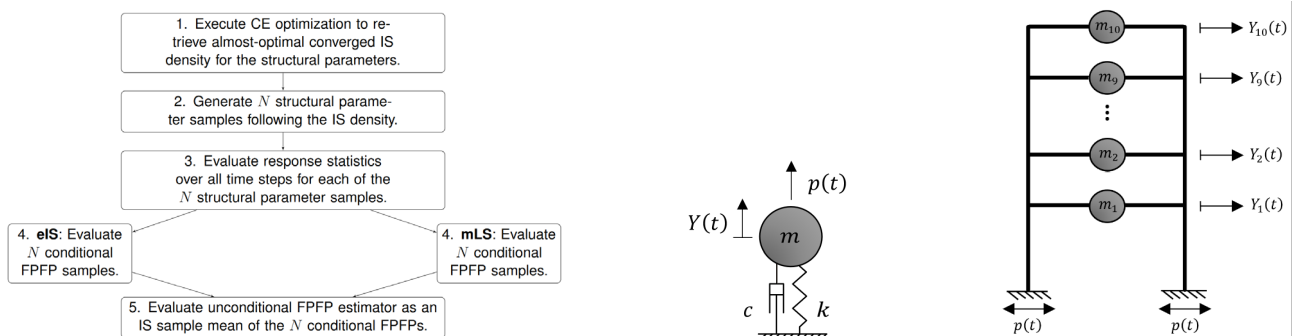 1. Execute CE optimization to re-
trieve almost-optimal converged IS
density for the structural parameters.
2. Generate N structural parame-
ter samples following the IS density.
3. Evaluate response statistics
over all time steps for each of the
N structural parameter samples.
4. eIS: Evaluate
N conditional
FPFP samples.
4. mLS: Evaluate
N conditional
FPFP samples.
5. Evaluate unconditional FPFP estimator as an
IS sample mean of the N conditional FPFPs.
p(t)
Y(t)
m
c
k
m₁₀
Y₁₀(t)
m₉
Y₉(t)
⋮
m₂
Y₂(t)
m₁
Y₁(t)
p(t)
p(t)